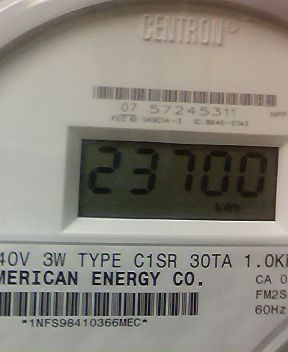 CENTRON®
07 57245311
23700
kWh
40V 3W TYPE C1SR 30TA 1.0K
MERICAN ENERGY CO.
CA 0
FM2S
60Hz
*1NFS98410366MEC*